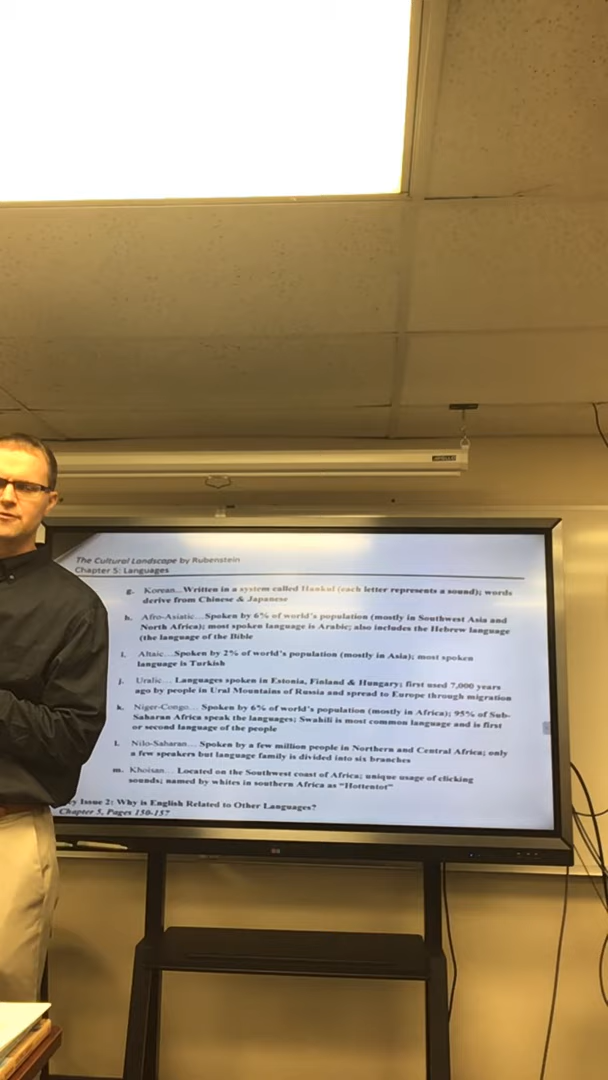 The Cultural Landscape by Rubenstein
Chapter 5: Languages
g. Korean...Written in a system called Hankul (each letter represents a sound); words
derive from Chinese & Japanese
h. Afro-Asiatic...Spoken by 6% of world's population (mostly in Southwest Asia and
North Africa); most spoken language is Arabic; also includes the Hebrew language
(the language of the Bible
i. Altaic...Spoken by 2% of world's population (mostly in Asia); most spoken
language is Turkish
j. Uralic... Languages spoken in Estonia, Finland & Hungary; first used 7,000 years
ago by people in Ural Mountains of Russia and spread to Europe through migration
k. Niger-Congo... Spoken by 6% of world's population (mostly in Africa); 95% of Sub-
Saharan Africa speak the languages; Swahili is most common language and is first
or second language of the people
l. Nilo-Saharan... Spoken by a few million people in Northern and Central Africa; only
a few speakers but language family is divided into six branches
m. Khoisan... Located on the Southwest coast of Africa; unique usage of clicking
sounds; named by whites in southern Africa as "Hottentot"
y Issue 2: Why is English Related to Other Languages?
Chapter 5, Pages 150-157